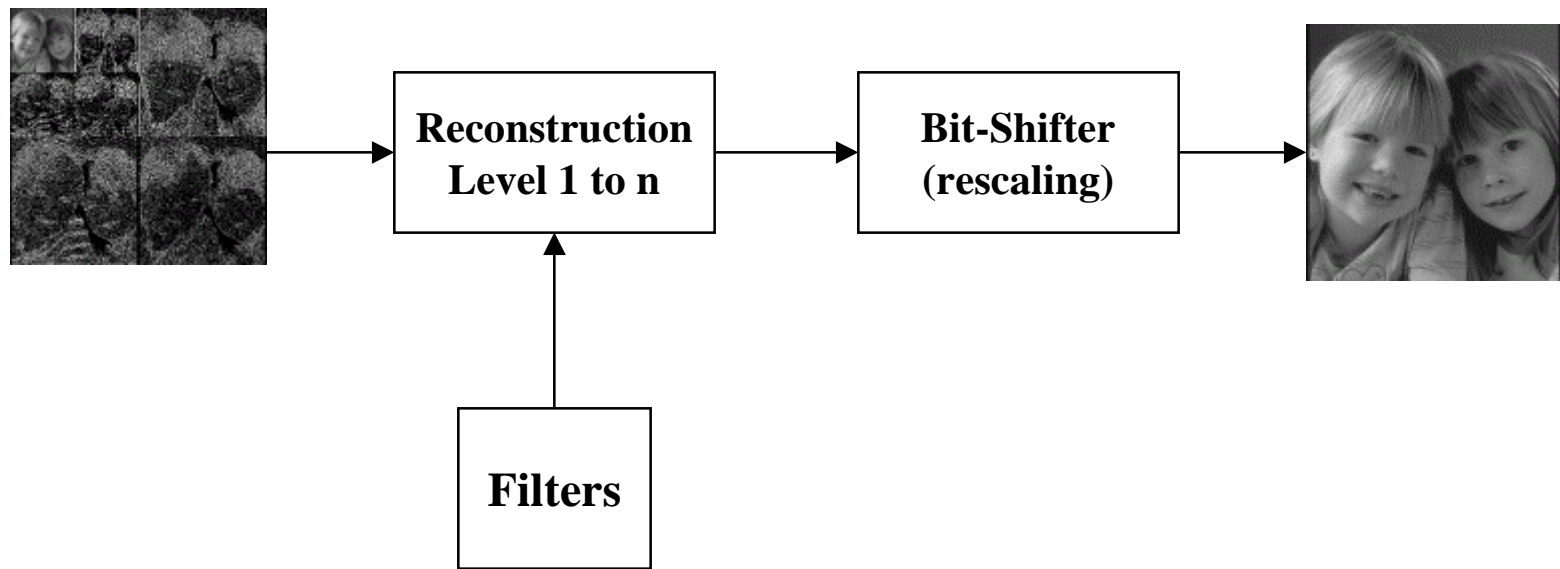 Reconstruction
Level 1 to n
Bit-Shifter
(rescaling)
Filters